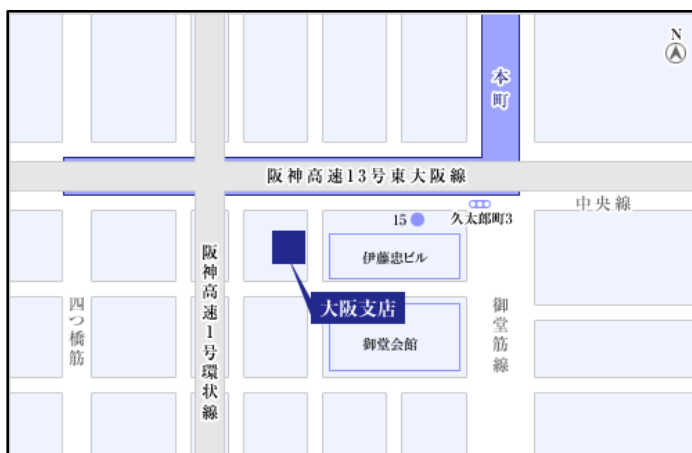 N
本町
阪神高速13号東大阪線
中央線
15
久太郎町3
伊藤忠ビル
阪神高速1号環状線
大阪支店
四つ橋筋
御堂筋線
御堂会館